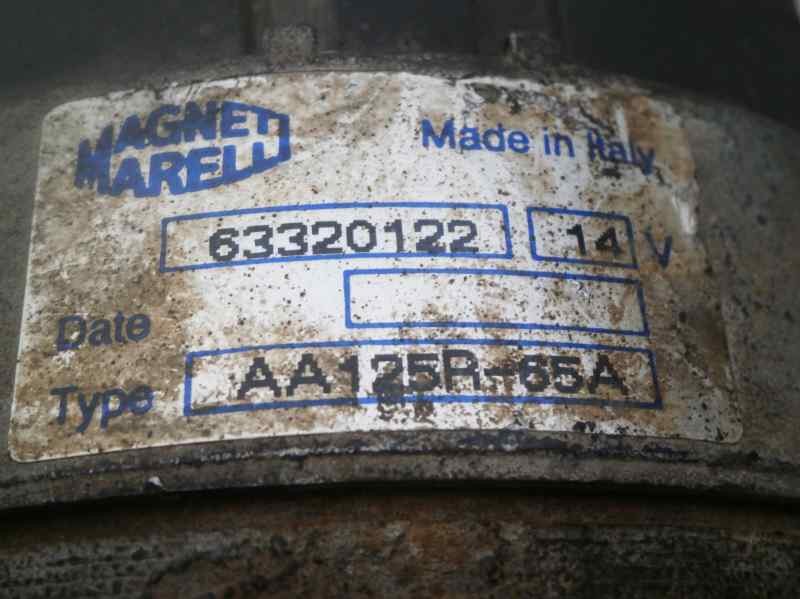 MAGNETI
MARELLI
Made in Italy
63320122 14 V
Date
Type AA125R-65A